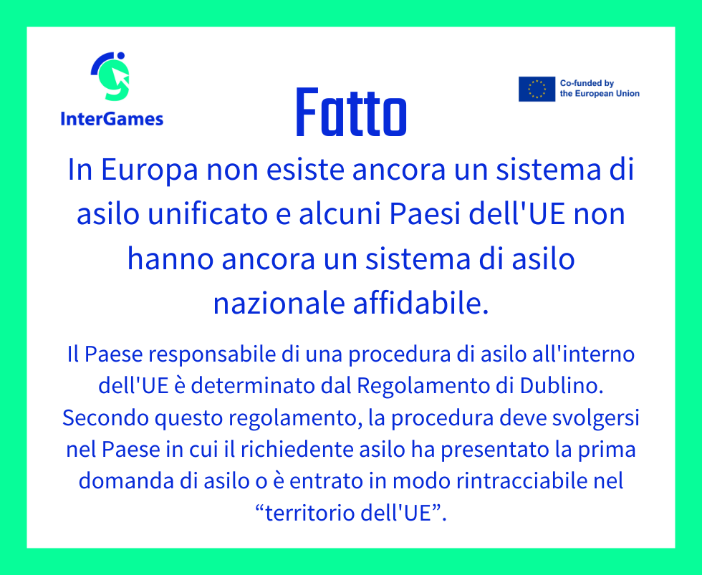 InterGames
Co-funded by
the European Union
Fatto
In Europa non esiste ancora un sistema di
asilo unificato e alcuni Paesi dell'UE non
hanno ancora un sistema di asilo
nazionale affidabile.
Il Paese responsabile di una procedura di asilo all'interno
dell'UE è determinato dal Regolamento di Dublino.
Secondo questo regolamento, la procedura deve svolgersi
nel Paese in cui il richiedente asilo ha presentato la prima
domanda di asilo o è entrato in modo rintracciabile nel
“territorio dell'UE”.